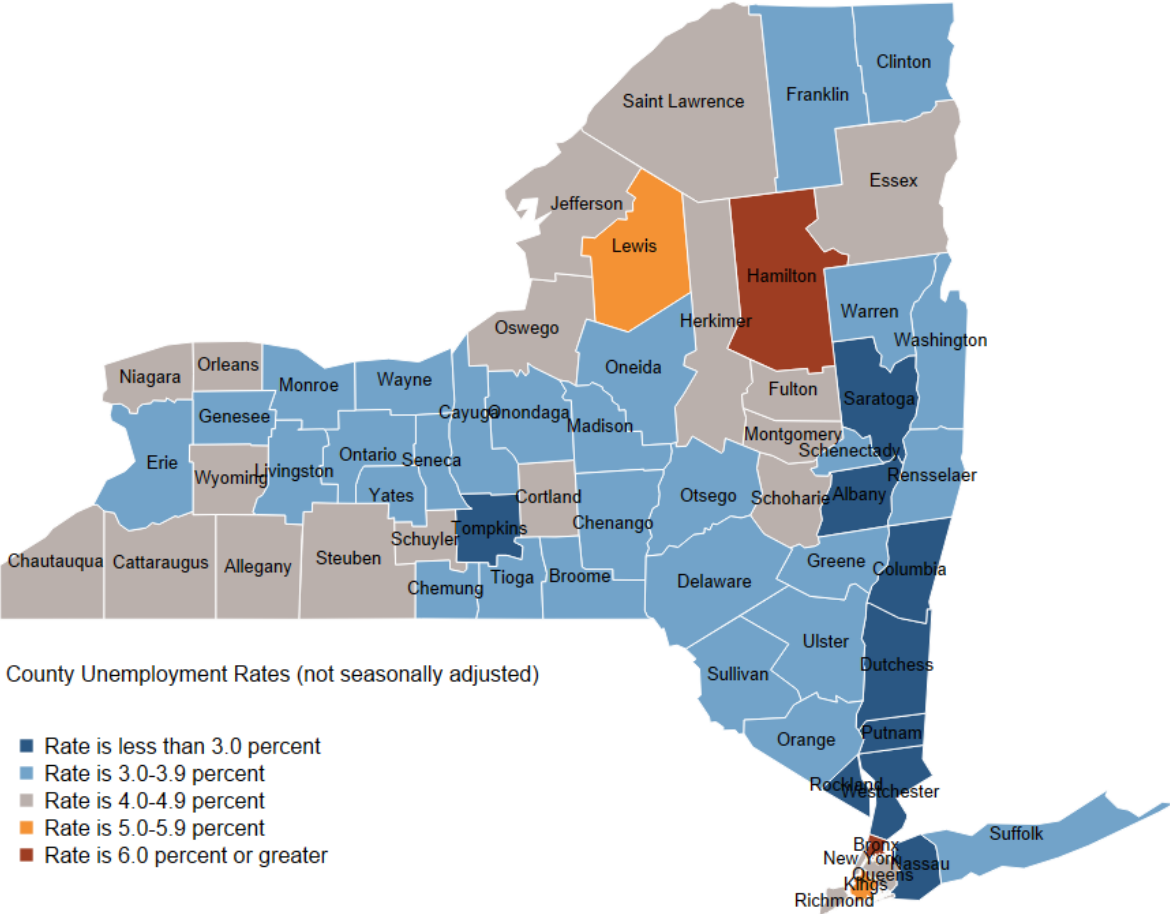 Clinton
Franklin
Saint Lawrence
Essex
Jefferson
Lewis
Hamilton
Warren
Herkimer
Oswego
Washington
Oneida
Niagara
Orleans
Monroe
Wayne
Fulton
Saratoga
Cayuga
Onondaga
Genesee
Madison
Montgomery
Schenectady
Ontario
Seneca
Erie
Livingston
Wyoming
Rensselaer
Yates
Cortland
Otsego
Schoharie
Albany
Chenango
Tompkins
Schuyler
Steuben
Chautauqua
Cattaraugus
Allegany
Greene
Columbia
Tioga
Broome
Delaware
Chemung
Ulster
Dutchess
Sullivan
County Unemployment Rates (not seasonally adjusted)
Putnam
Orange
Rate is less than 3.0 percent
Rate is 3.0-3.9 percent
Rate is 4.0-4.9 percent
Rate is 5.0-5.9 percent
Rate is 6.0 percent or greater
Rockland
Westchester
Suffolk
Bronx
New York
Nassau
Queens
Kings
Richmond